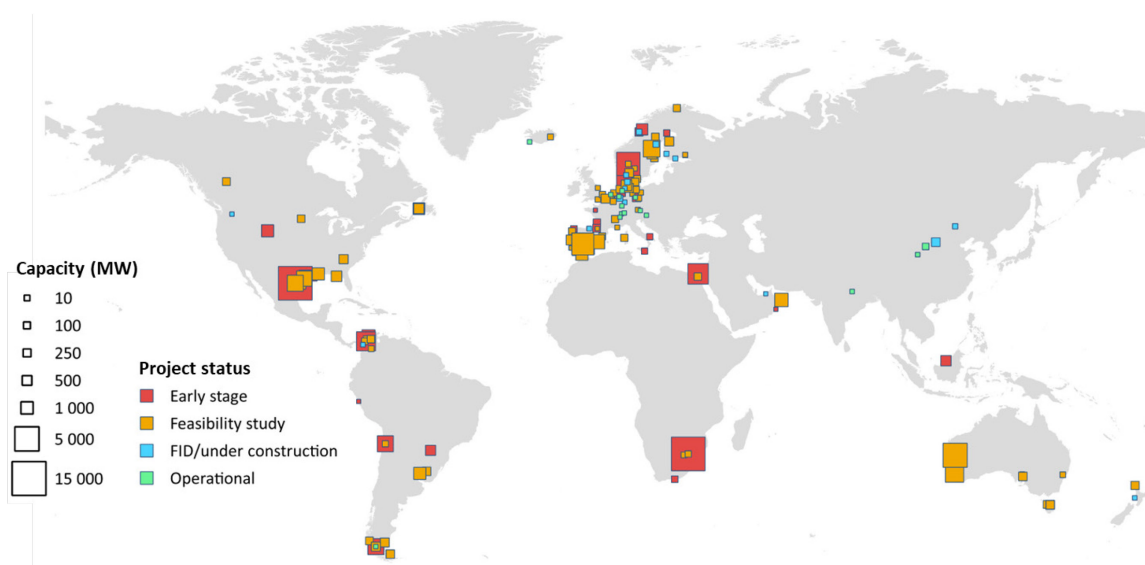 Capacity (MW)
10
100
250
500
1 000
5 000
15 000
Project status
Early stage
Feasibility study
FID/under construction
Operational